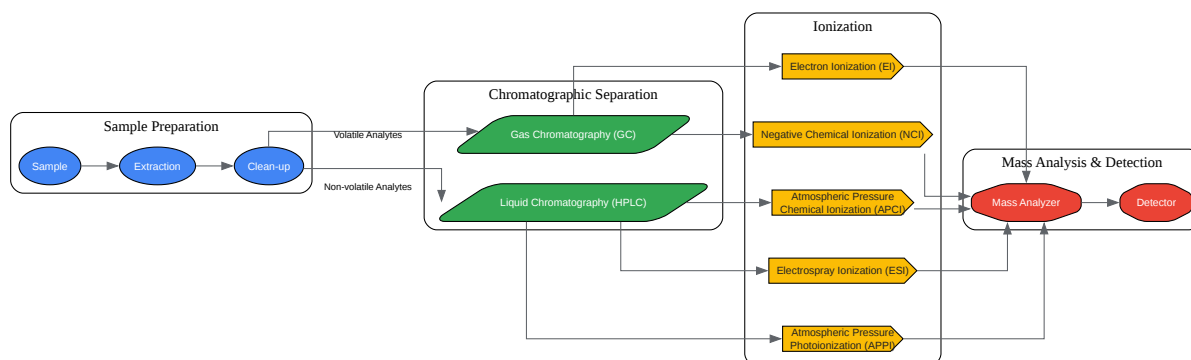 Sample Preparation
Sample
Extraction
Clean-up
Volatile Analytes
Non-volatile Analytes
Chromatographic Separation
Gas Chromatography (GC)
Liquid Chromatography (HPLC)
Ionization
Electron Ionization (EI)
Negative Chemical Ionization (NCI)
Atmospheric Pressure
Chemical Ionization (APCI)
Electrospray Ionization (ESI)
Atmospheric Pressure
Photoionization (APPI)
Mass Analysis & Detection
Mass Analyzer
Detector